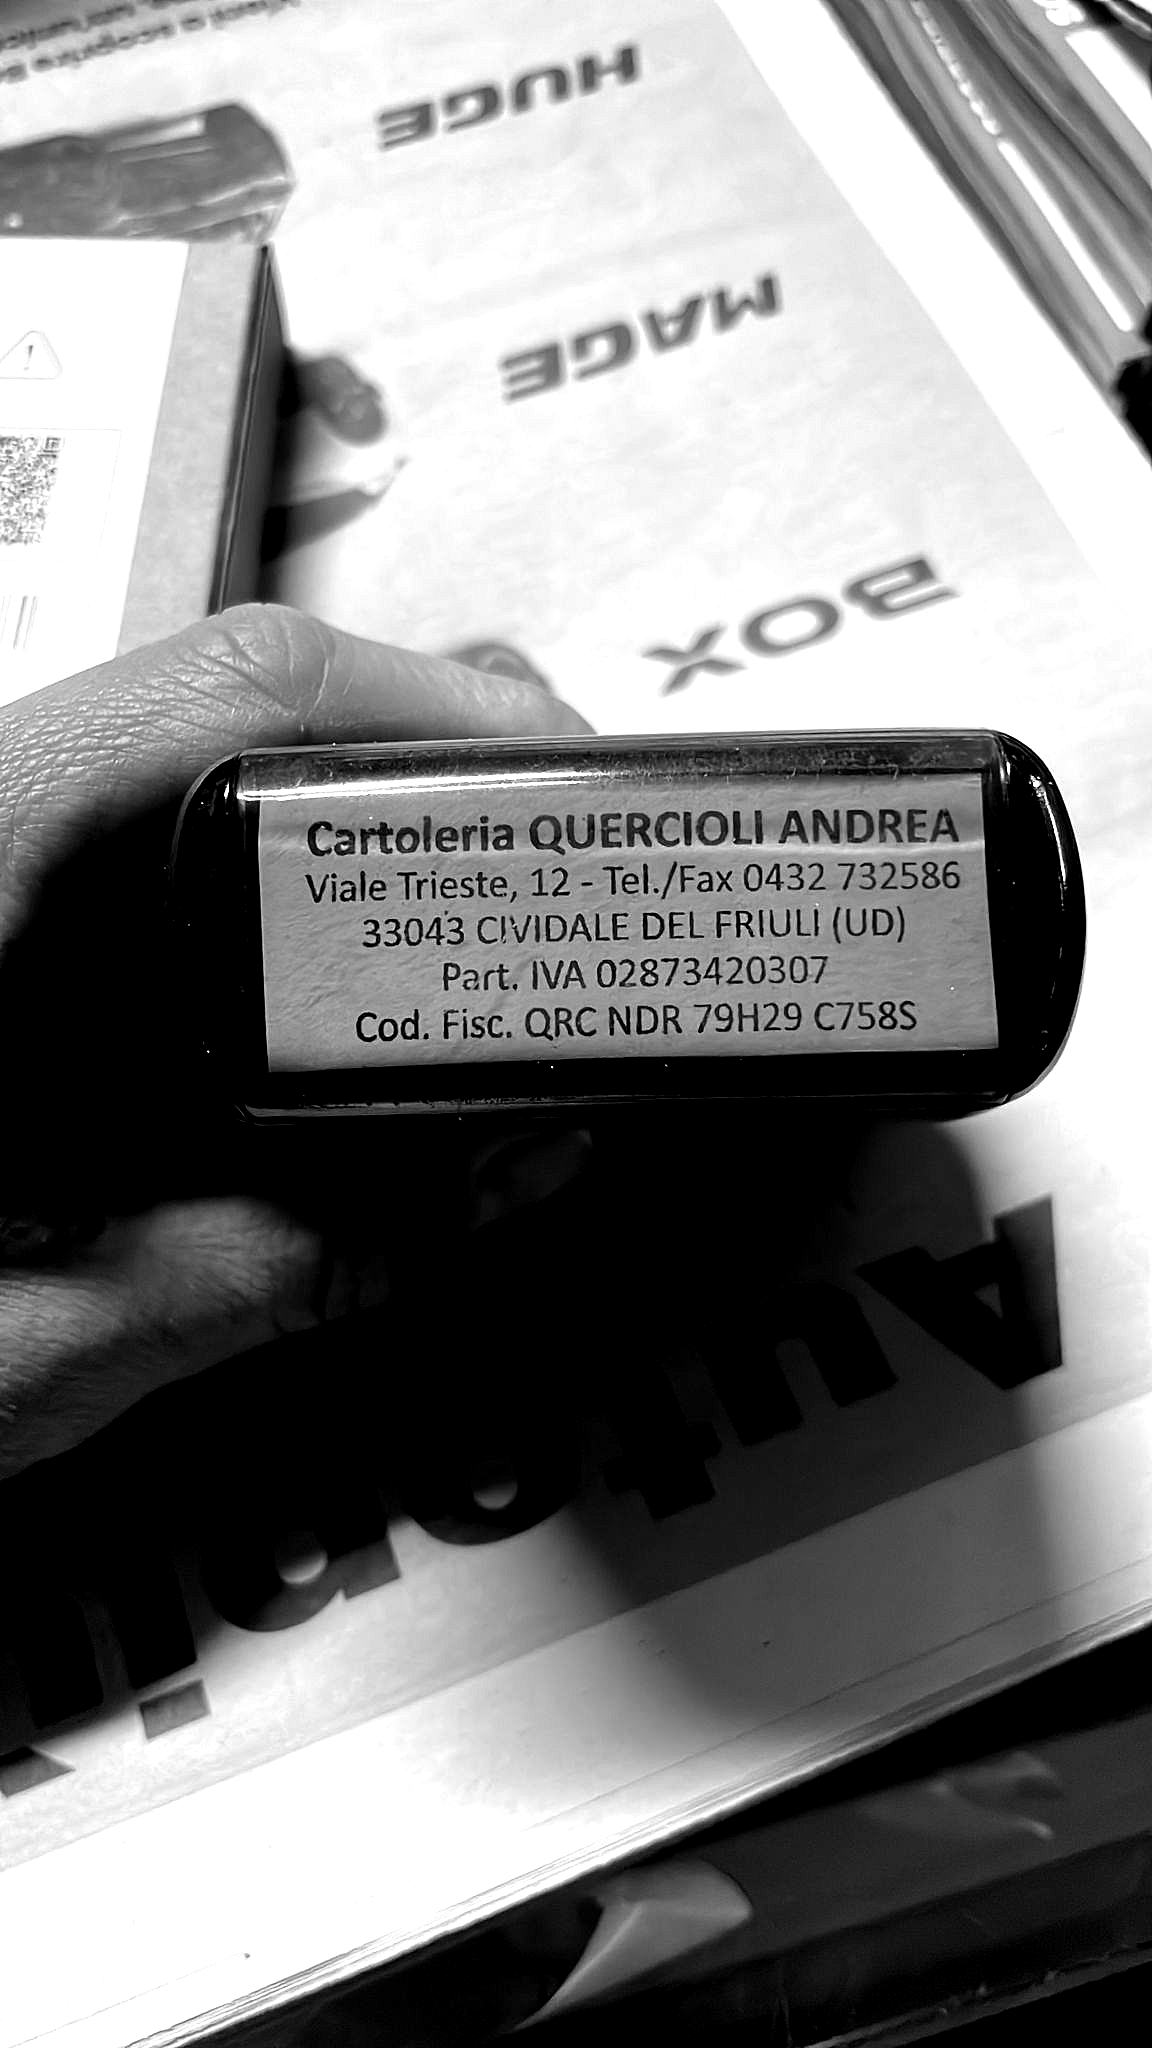 HUGE
MAGE
BOX
Cartoleria QUERCIOLI ANDREA
Viale Trieste, 12 - Tel./Fax 0432 732586
33043 CIVIDALE DEL FRIULI (UD)
Part. IVA 02873420307
Cod. Fisc. QRC NDR 79H29 C758S